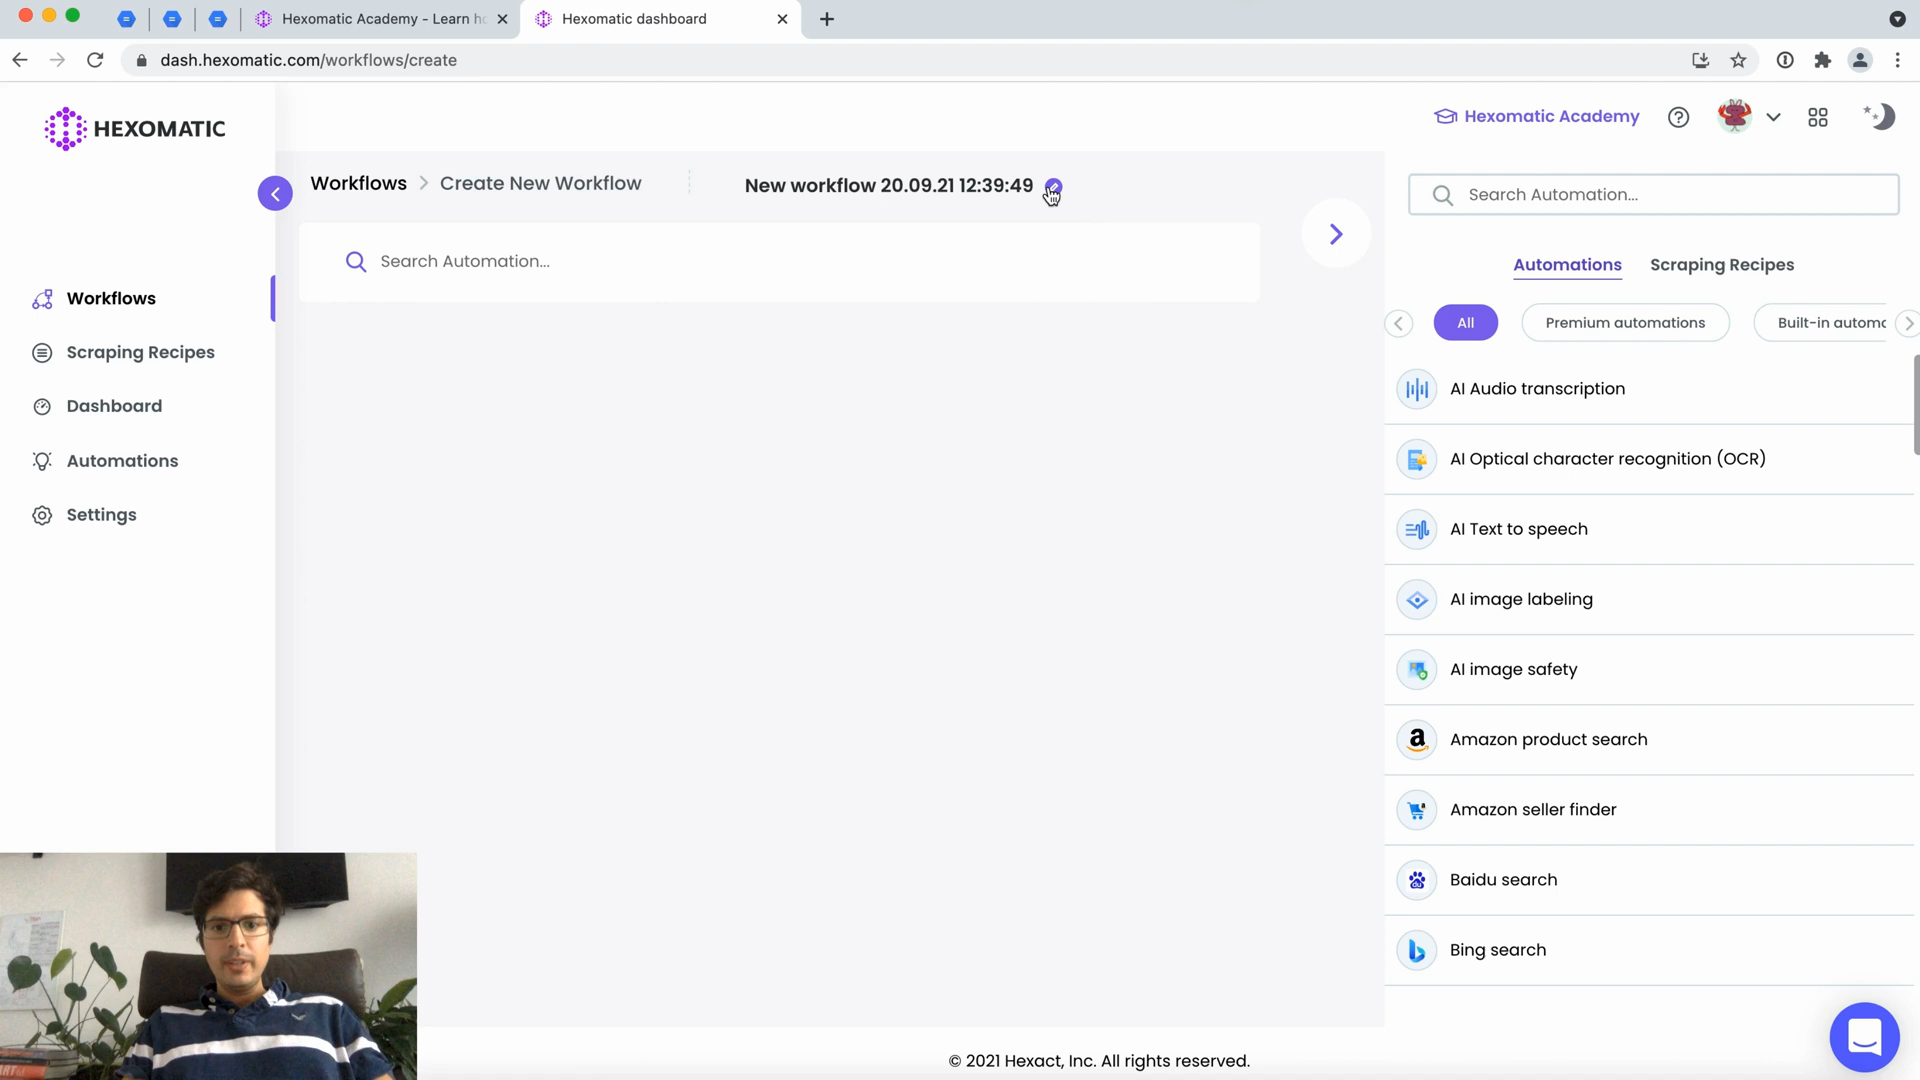 Hexomatic Academy - Learn ho
Hexomatic dashboard
dash.hexomatic.com/workflows/create
HEXOMATIC
Hexomatic Academy
Workflows
Create New Workflow
New workflow 20.09.21 12:39:49
Search Automation...
Search Automation...
Automations
Scraping Recipes
All
Premium automations
Built-in automa
Workflows
Scraping Recipes
Dashboard
Automations
Settings
AI Audio transcription
AI Optical character recognition (OCR)
AI Text to speech
AI image labeling
AI image safety
Amazon product search
Amazon seller finder
Baidu search
Bing search
© 2021 Hexact, Inc. All rights reserved.